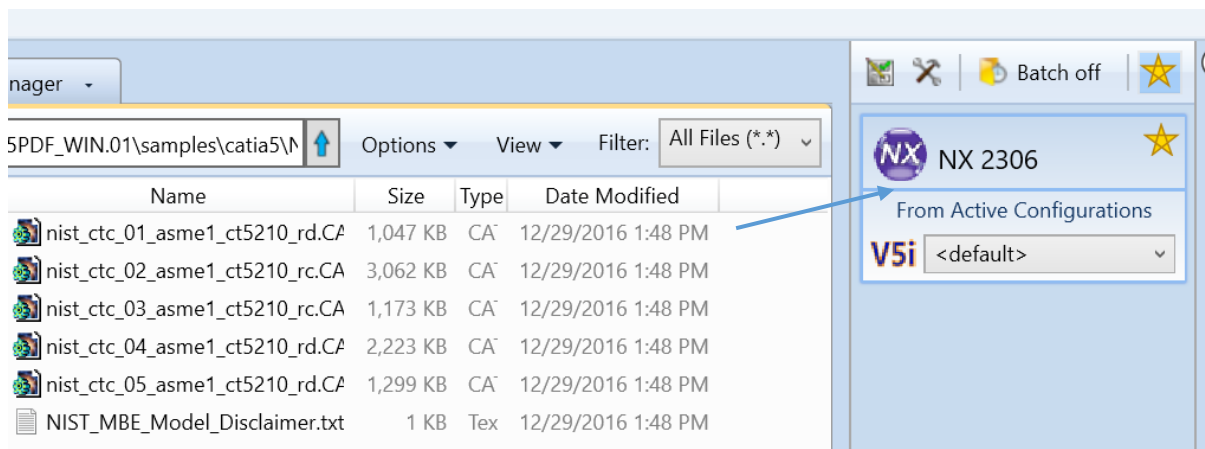 nager
Batch off
5PDF_WIN.01\samples\catia5\N
Options View Filter: All Files (*.*)
NX NX 2306
Name Size Type Date Modified
From Active Configurations
nist_ctc_01_asme1_ct5210_rd.CA 1,047 KB CA 12/29/2016 1:48 PM
V5i <default>
nist_ctc_02_asme1_ct5210_rc.CA 3,062 KB CA 12/29/2016 1:48 PM
nist_ctc_03_asme1_ct5210_rc.CA 1,173 KB CA 12/29/2016 1:48 PM
nist_ctc_04_asme1_ct5210_rd.CA 2,223 KB CA 12/29/2016 1:48 PM
nist_ctc_05_asme1_ct5210_rd.CA 1,299 KB CA 12/29/2016 1:48 PM
NIST_MBE_Model_Disclaimer.txt 1 KB Tex 12/29/2016 1:48 PM